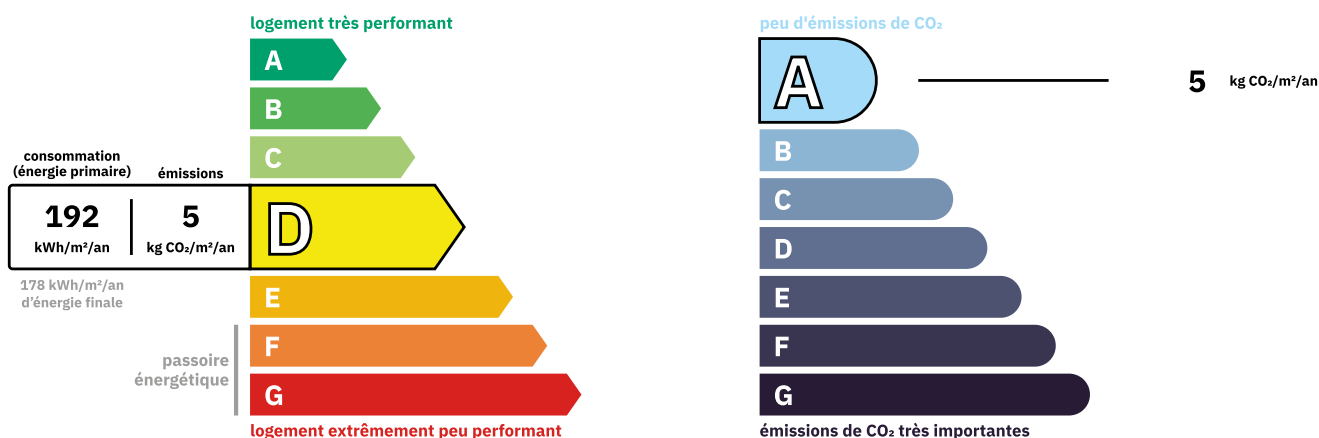 logement très performant
A
B
C
consommation
(énergie primaire)
émissions
192
kWh/m²/an
5
kg CO₂/m²/an
D
178 kWh/m²/an
d'énergie finale
E
passoire
énergétique
F
G
logement extrêmement peu performant
peu d'émissions de CO₂
A
5 kg CO₂/m²/an
B
C
D
E
F
G
émissions de CO₂ très importantes